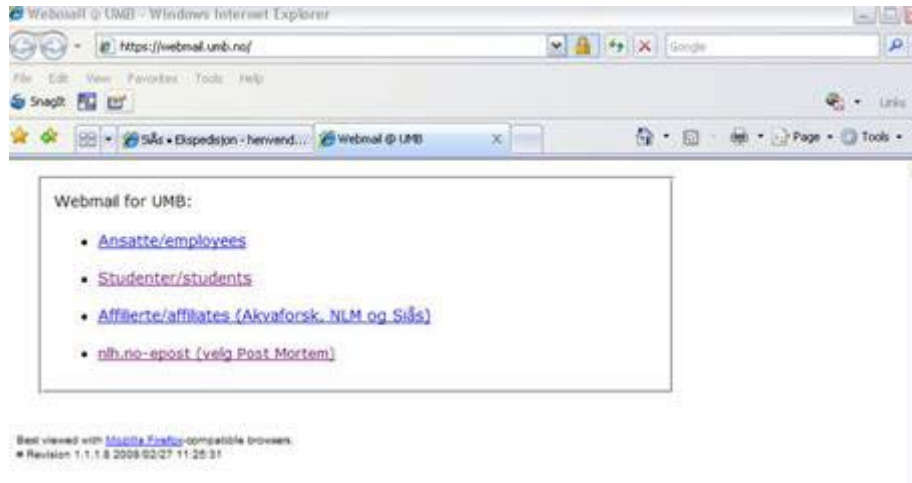 Webmail @ UMB - Windows Internet Explorer
https://webmail.umb.no/
Google
File Edit View Favorites Tools Help
SnagIt
Links
SiÅs • Ekspedisjon - henvend...
Webmail @ UMB
Page
Tools
Webmail for UMB:
Ansatte/employees
Studenter/students
Affilierte/affiliates (Akvaforsk, NLM og Siås)
nlh.no-epost (velg Post Mortem)
Best viewed with Mozilla Firefox-compatible browsers.
Revision 1.1.1.8 2008/02/27 11:25:31